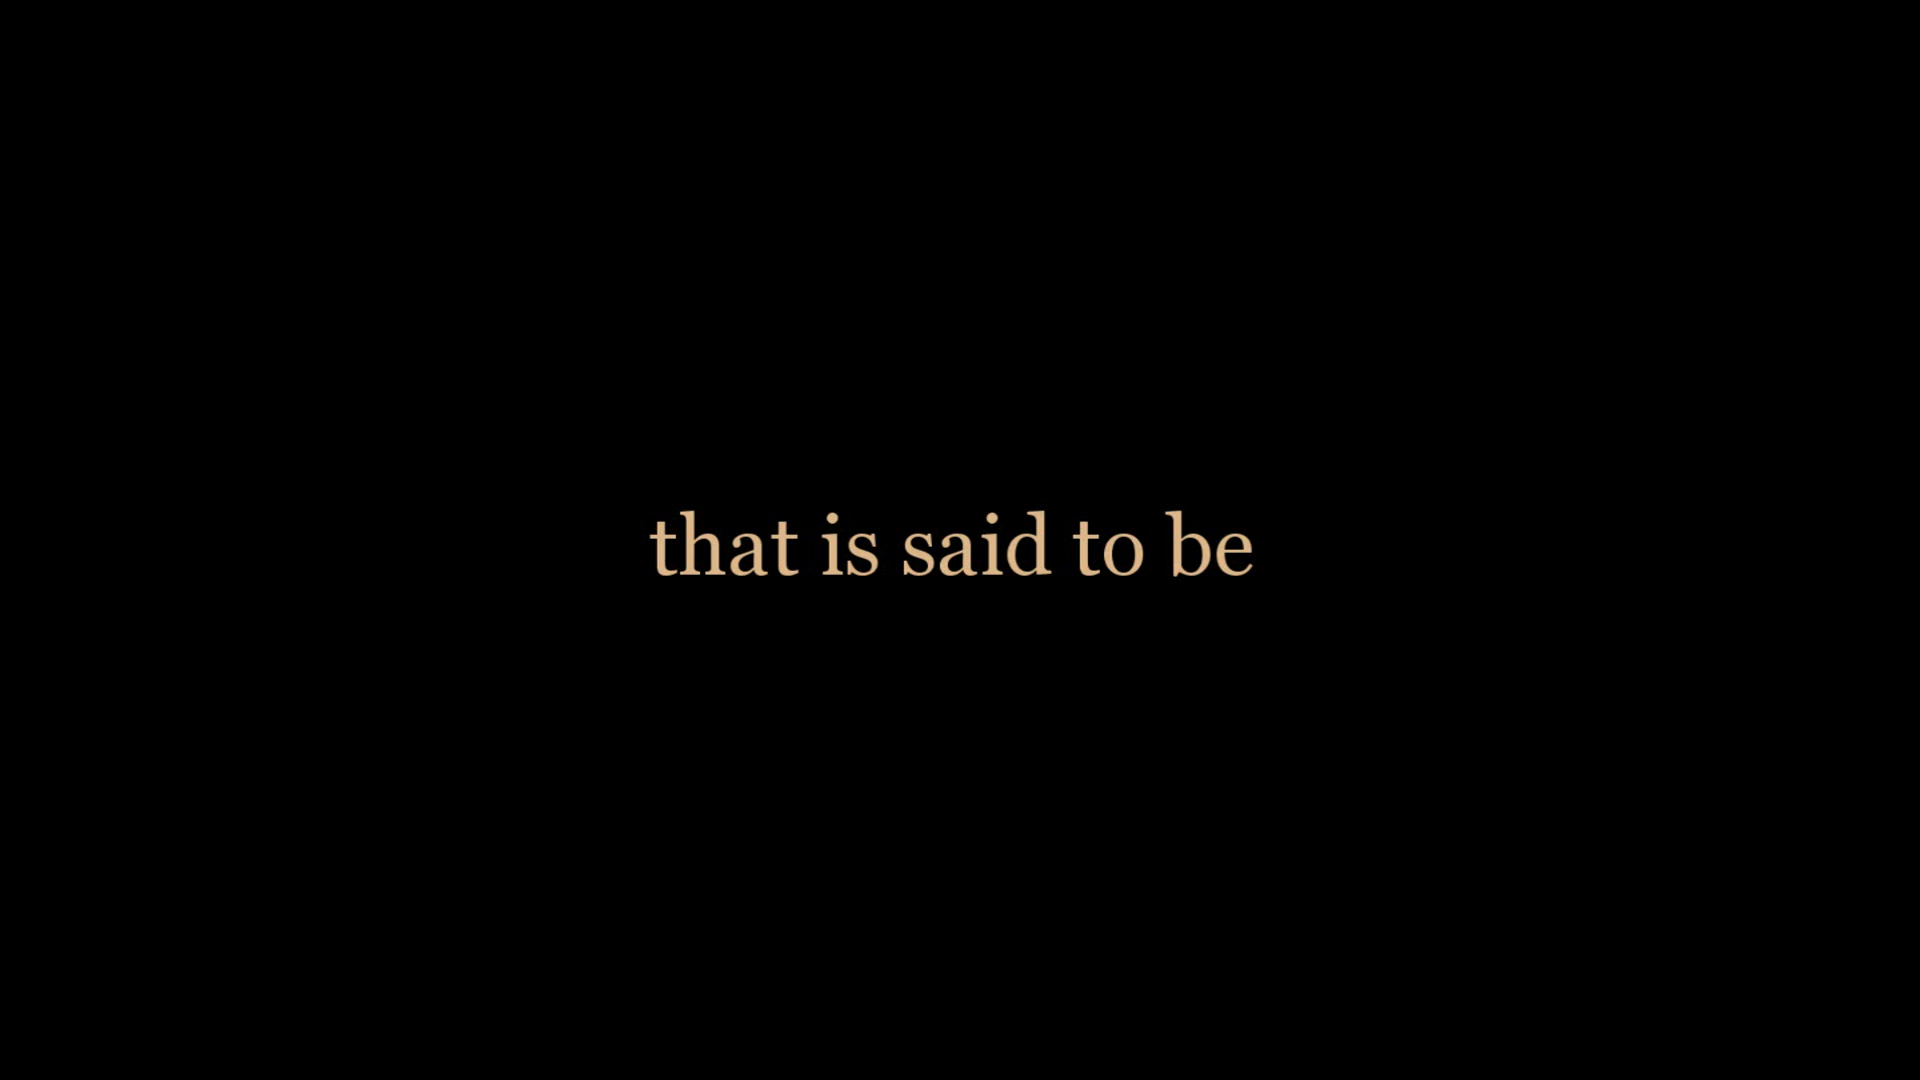 that is said to be